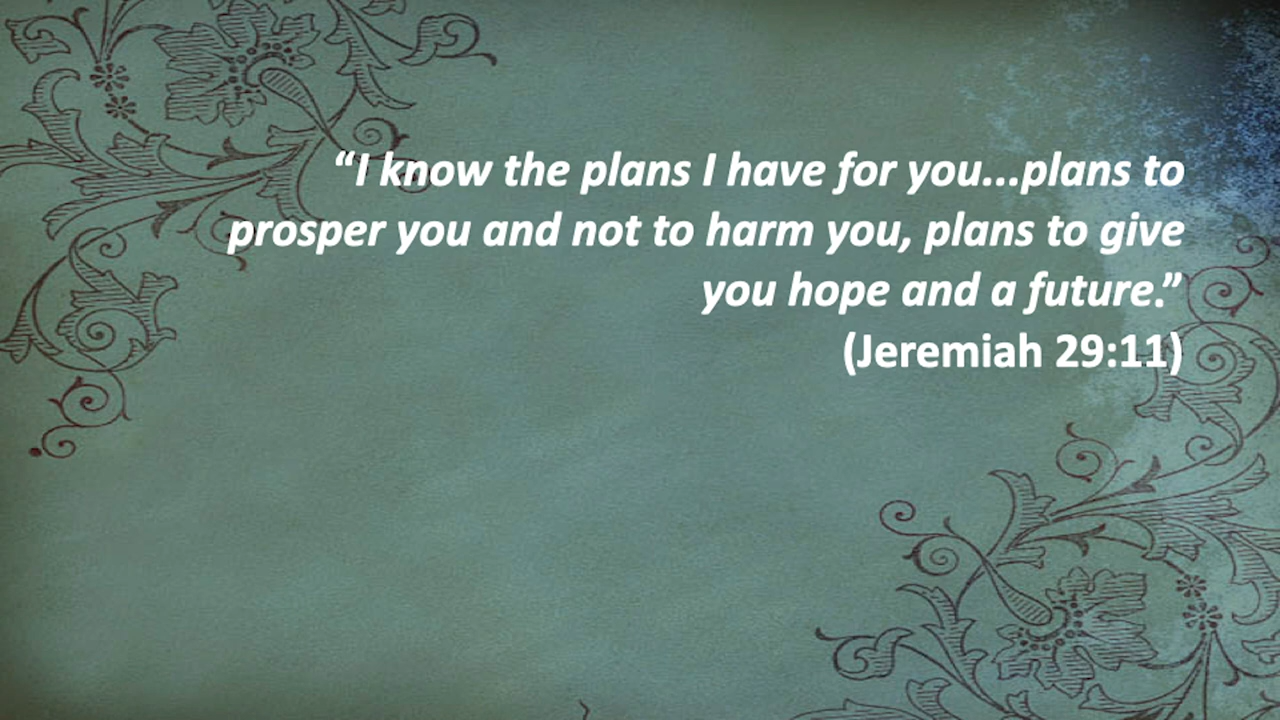 “I know the plans I have for you...plans to
prosper you and not to harm you, plans to give
you hope and a future.”
(Jeremiah 29:11)